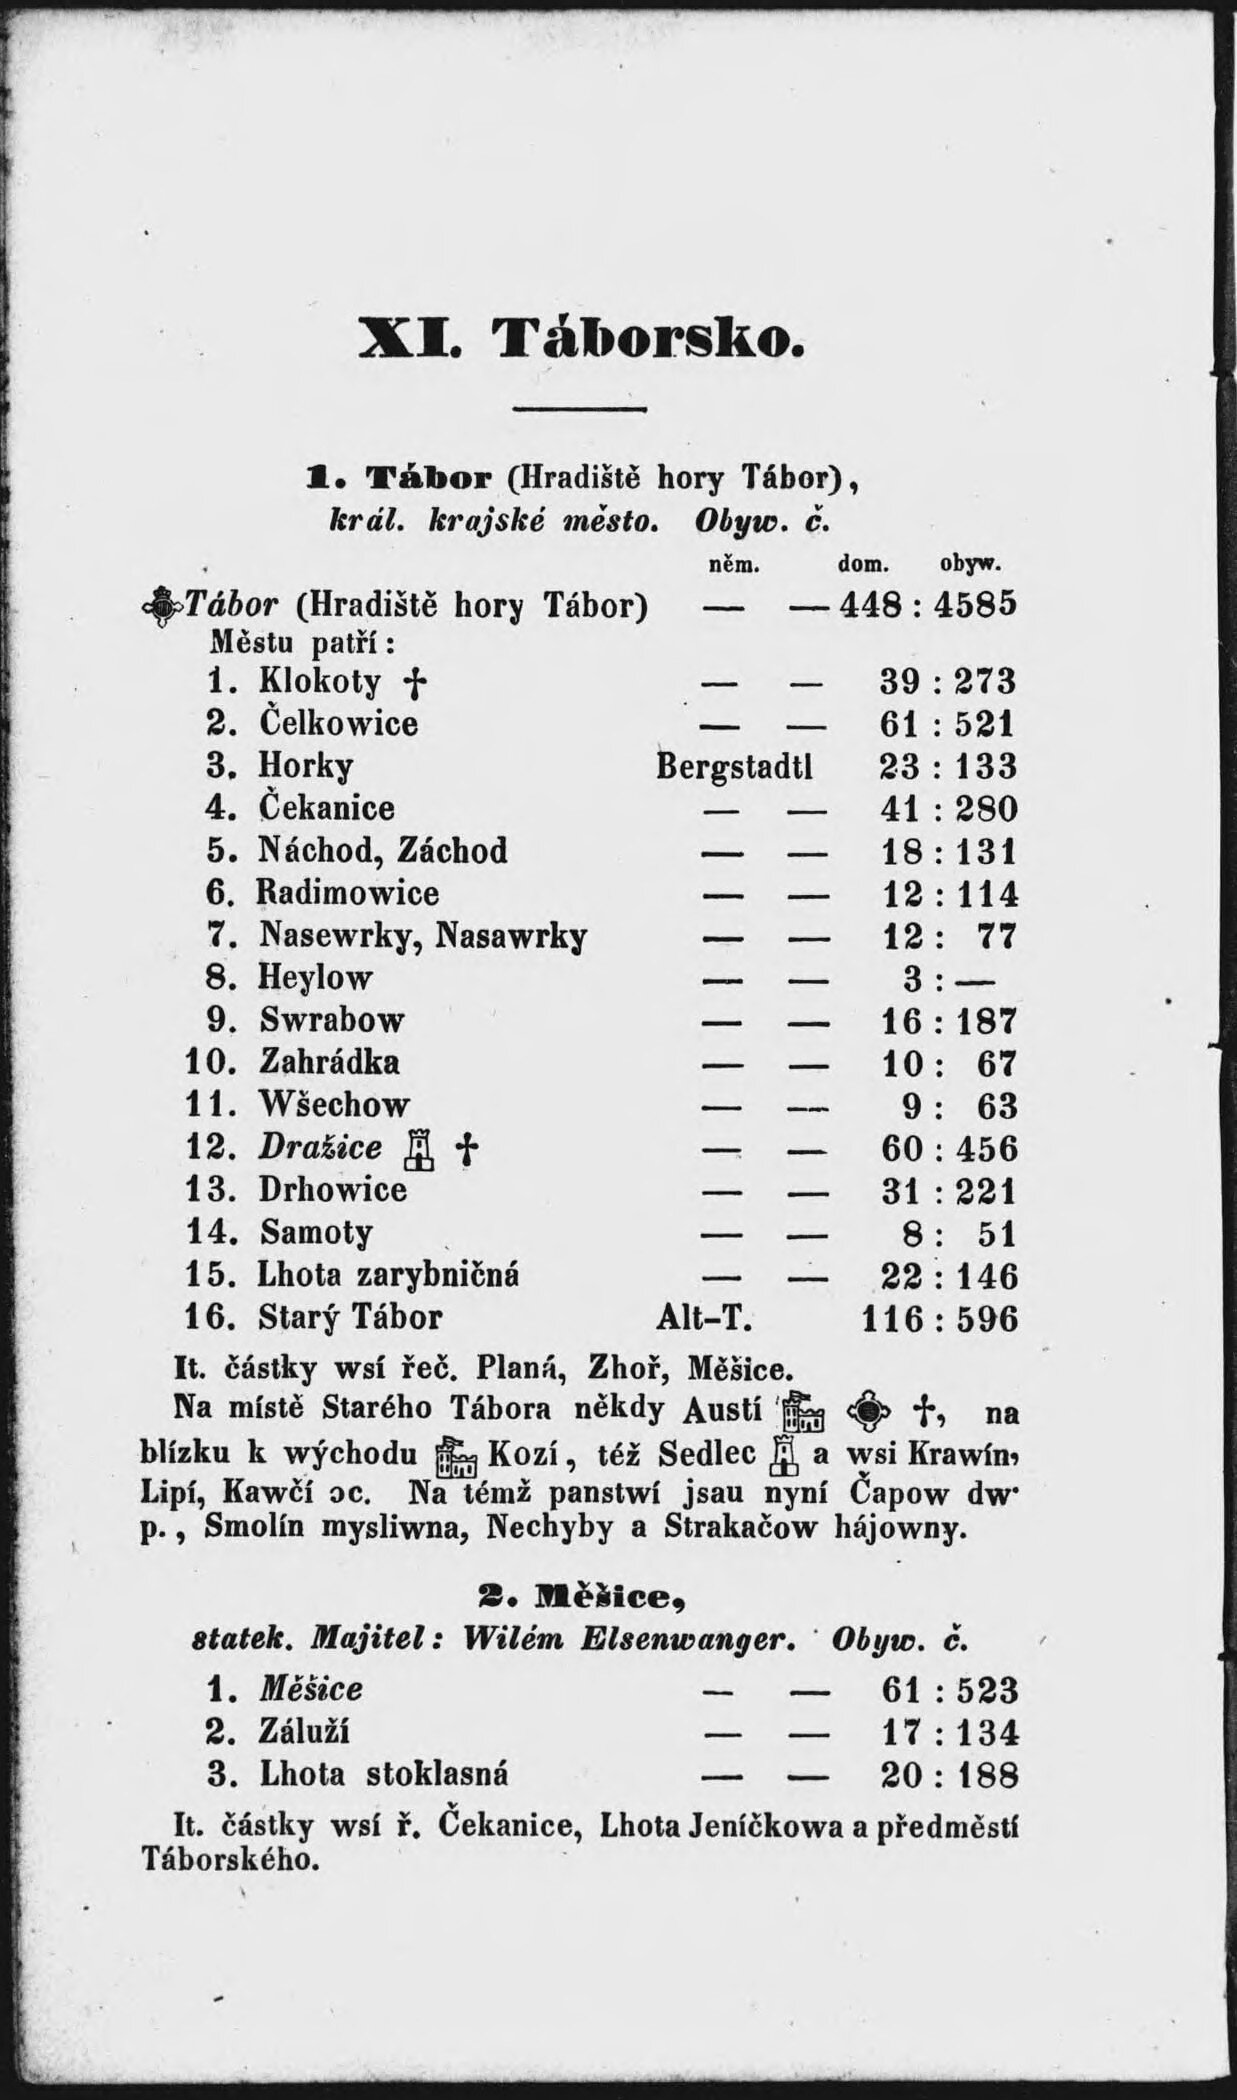 XI. Táborsko.
1. Tábor (Hradiště hory Tábor),
král. krajské město. Obyw. č.
něm. dom. obyw.
Tábor (Hradiště hory Tábor) — — 448 : 4585
Městu patří :
1. Klokoty † — — 39 : 273
2. Čelkowice — — 61 : 521
3. Horky Bergstadtl 23 : 133
4. Čekanice — — 41 : 280
5. Náchod, Záchod — — 18 : 131
6. Radimowice — — 12 : 114
7. Nasewrky, Nasawrky — — 12 : 77
8. Heylow — — 3 : —
9. Swrabow — — 16 : 187
10. Zahrádka — — 10 : 67
11. Wšechow — — 9 : 63
12. Dražice † — — 60 : 456
13. Drhowice — — 31 : 221
14. Samoty — — 8 : 51
15. Lhota zarybničná — — 22 : 146
16. Starý Tábor Alt-T. 116 : 596
It. částky wsí řeč. Planá, Zhoř, Měšice.
Na místě Starého Tábora někdy Austí †, na
blízku k wýchodu Kozí, též Sedlec a wsi Krawín,
Lipí, Kawčí ɔc. Na témž panstwí jsau nyní Čapow dw.
p., Smolín mysliwna, Nechyby a Strakačow hájowny.
2. Měšice,
statek. Majitel: Wilém Elsenwanger. Obyw. č.
1. Měšice — — 61 : 523
2. Záluží — — 17 : 134
3. Lhota stoklasná — — 20 : 188
It. částky wsí ř. Čekanice, Lhota Jeníčkowa a předměstí
Táborského.